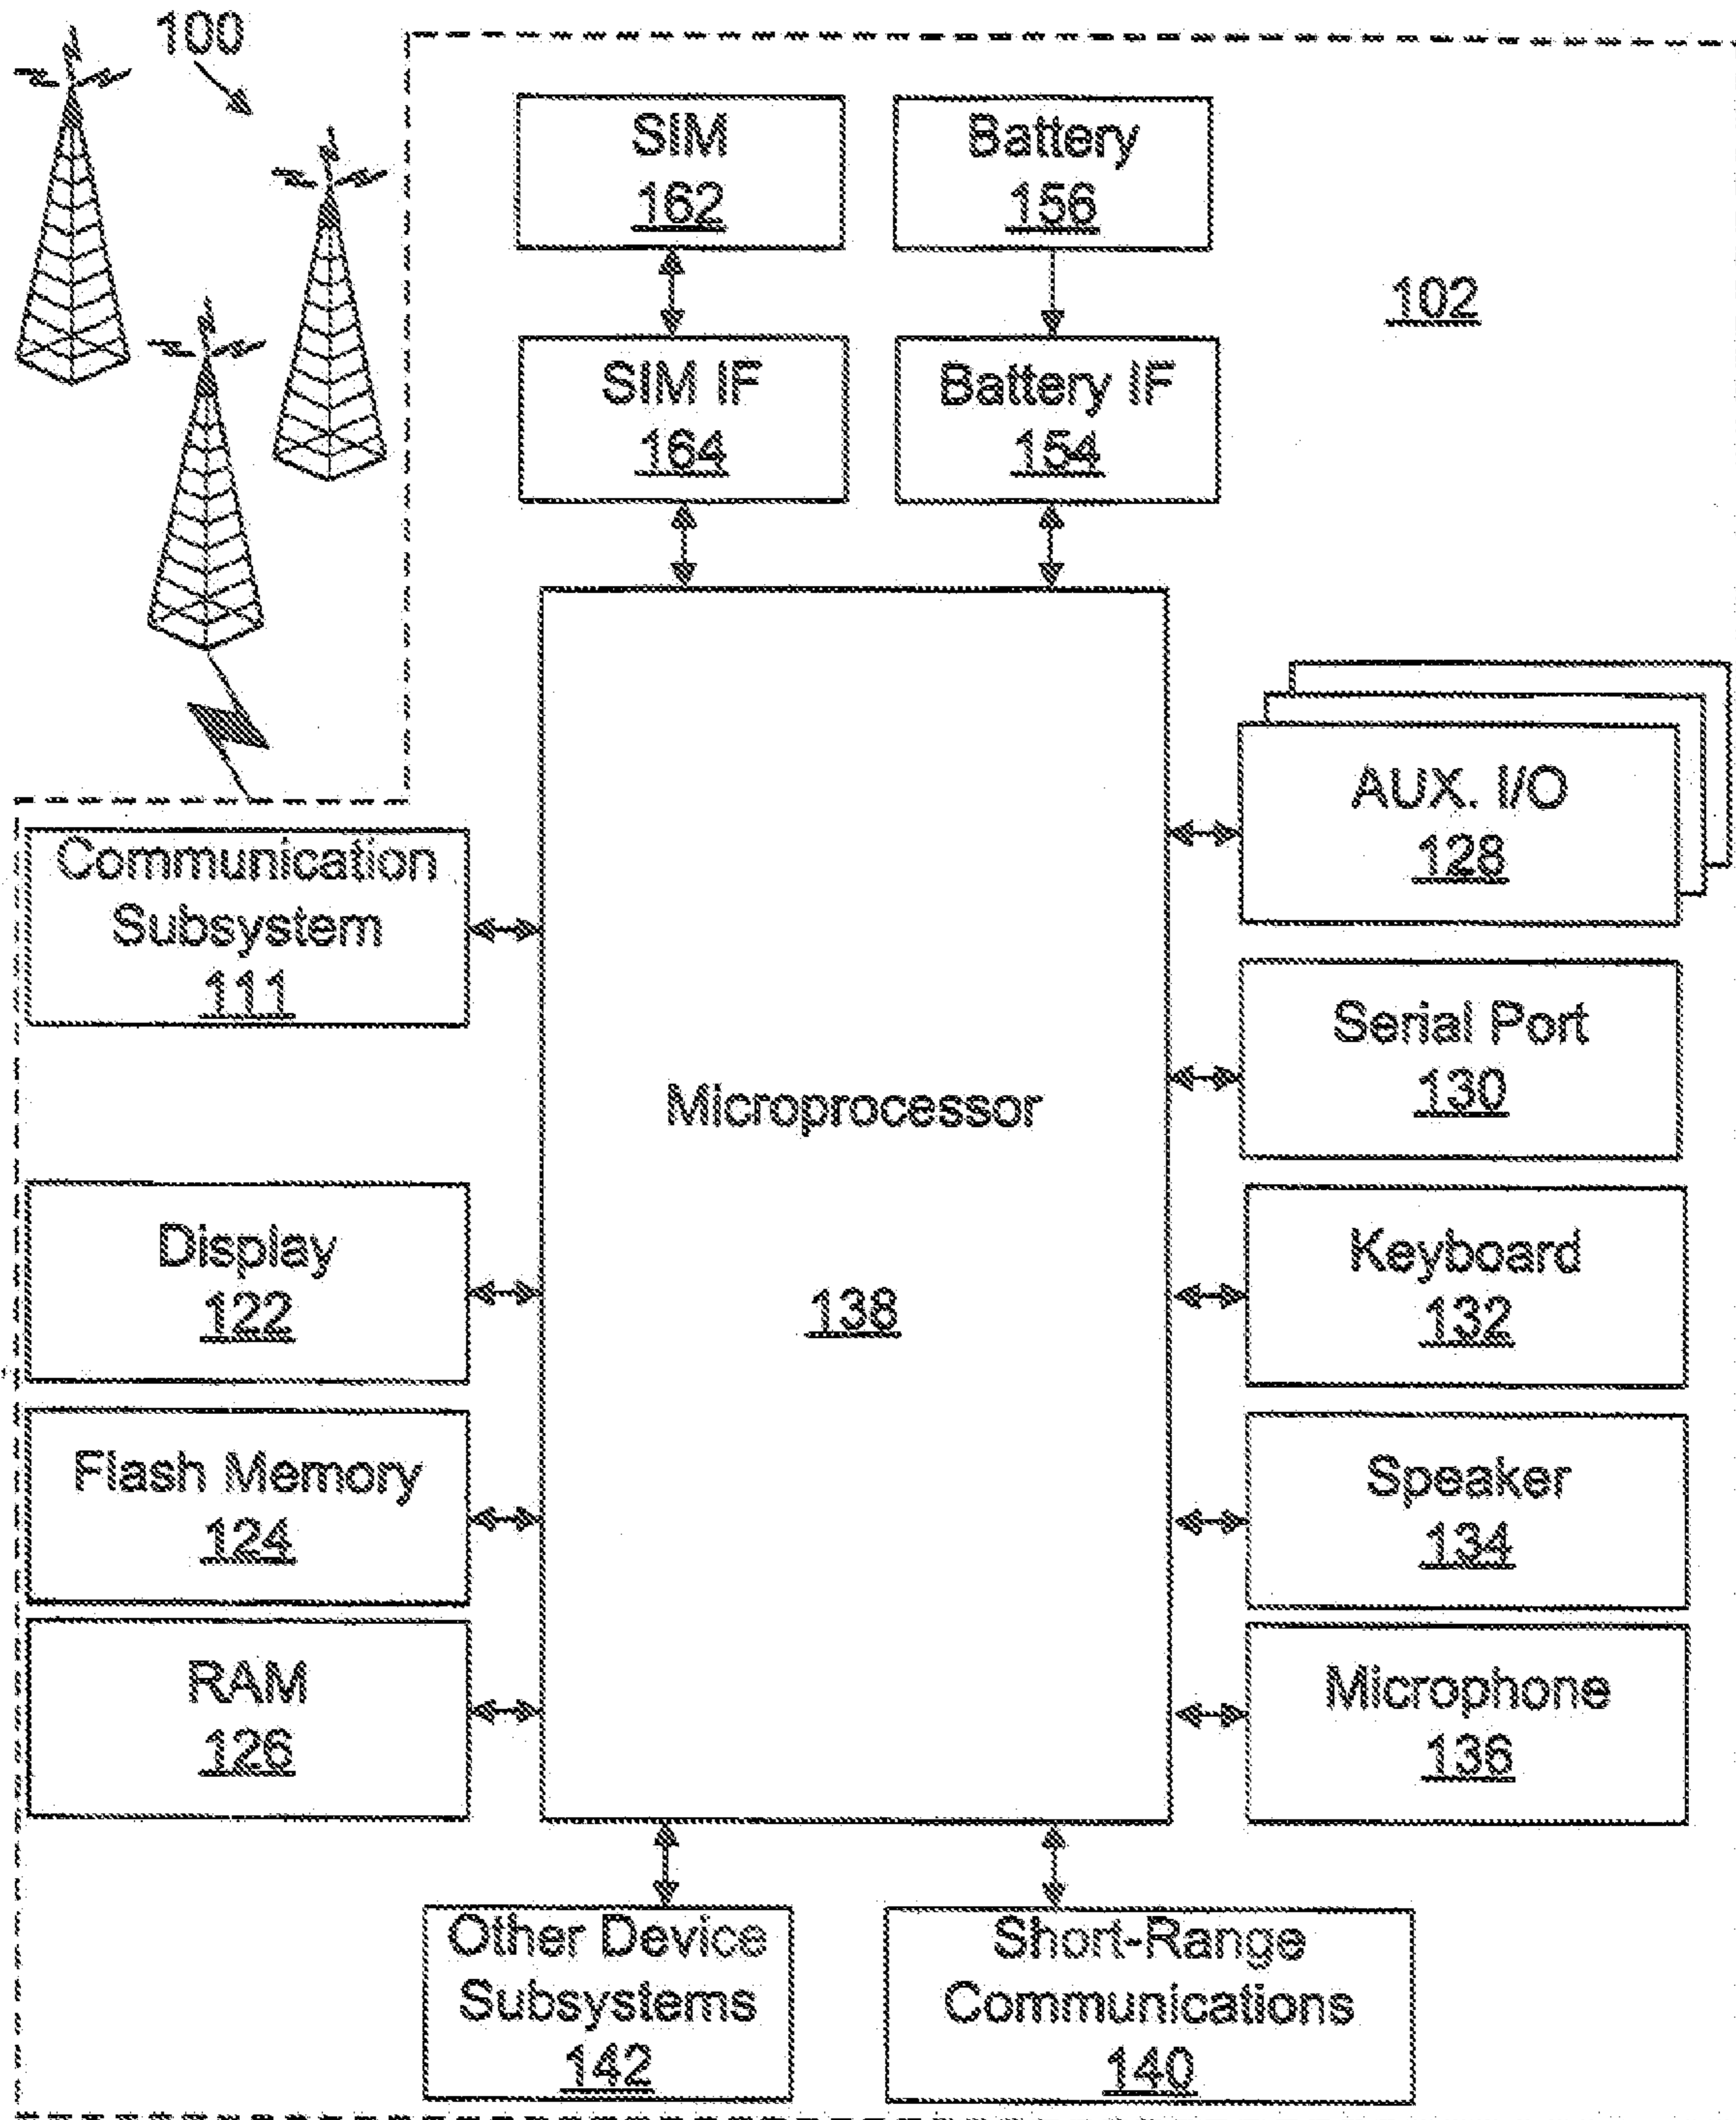 100
SIM
162
Battery
156
102
SIM IF
164
Battery IF
154
AUX. I/O
128
Communication
Subsystem
111
Serial Port
130
Microprocessor
138
Display
122
Keyboard
132
Flash Memory
124
Speaker
134
RAM
126
Microphone
136
Other Device
Subsystems
142
Short-Range
Communications
140